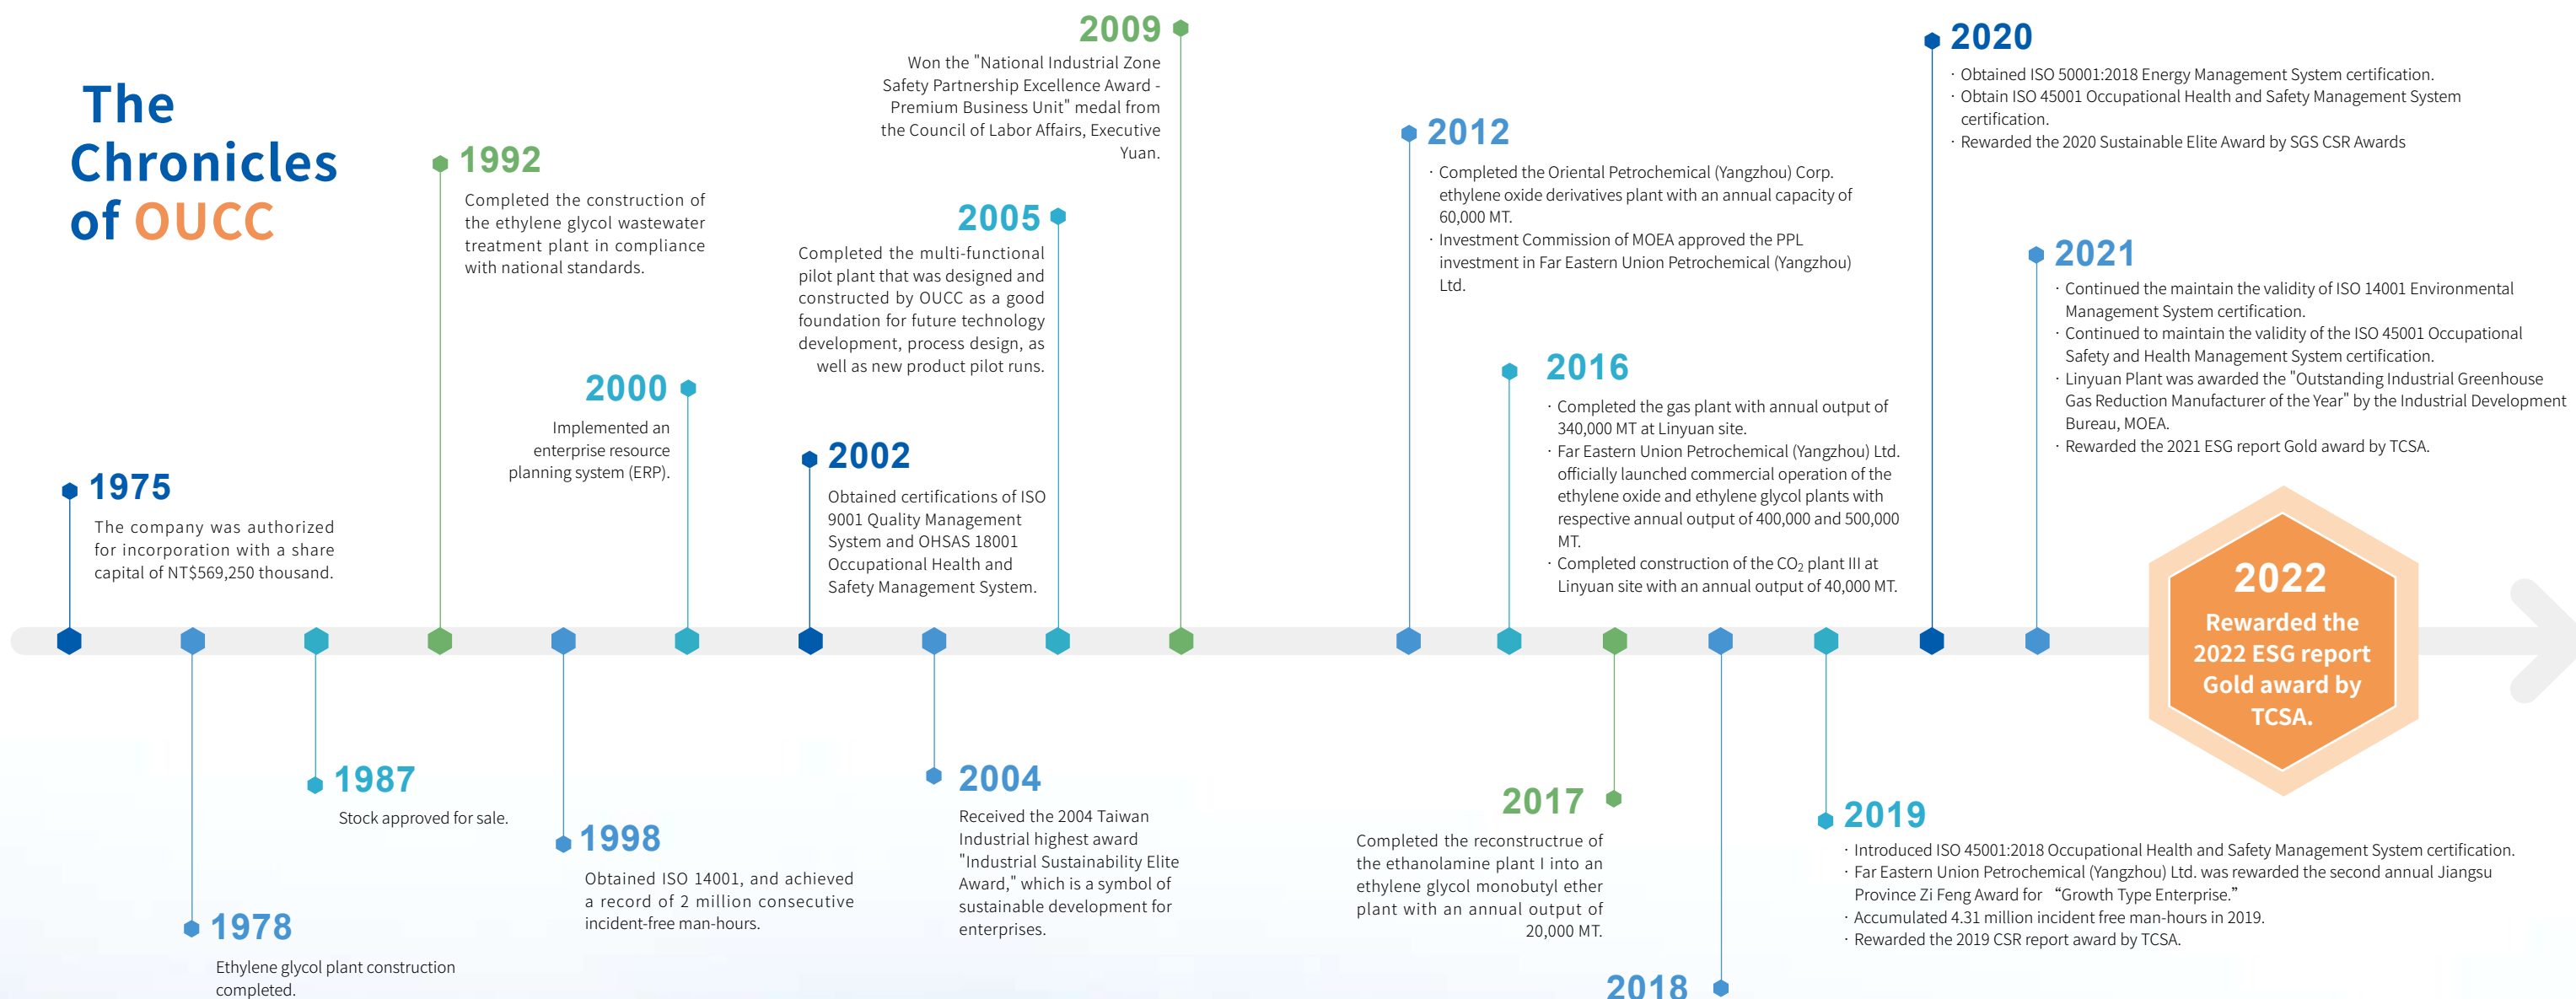 The
Chronicles
of OUCC
1975
The company was authorized
for incorporation with a share
capital of NT$569,250 thousand.
1978
Ethylene glycol plant construction
completed.
1987
Stock approved for sale.
1992
Completed the construction of
the ethylene glycol wastewater
treatment plant in compliance
with national standards.
1998
Obtained ISO 14001, and achieved
a record of 2 million consecutive
incident-free man-hours.
2000
Implemented an
enterprise resource
planning system (ERP).
2002
Obtained certifications of ISO
9001 Quality Management
System and OHSAS 18001
Occupational Health and
Safety Management System.
2004
Received the 2004 Taiwan
Industrial highest award
"Industrial Sustainability Elite
Award," which is a symbol of
sustainable development for
enterprises.
2005
Completed the multi-functional
pilot plant that was designed and
constructed by OUCC as a good
foundation for future technology
development, process design, as
well as new product pilot runs.
2009
Won the "National Industrial Zone
Safety Partnership Excellence Award -
Premium Business Unit" medal from
the Council of Labor Affairs, Executive
Yuan.
2012
· Completed the Oriental Petrochemical (Yangzhou) Corp.
ethylene oxide derivatives plant with an annual capacity of
60,000 MT.
· Investment Commission of MOEA approved the PPL
investment in Far Eastern Union Petrochemical (Yangzhou)
Ltd.
2016
· Completed the gas plant with annual output of
340,000 MT at Linyuan site.
· Far Eastern Union Petrochemical (Yangzhou) Ltd.
officially launched commercial operation of the
ethylene oxide and ethylene glycol plants with
respective annual output of 400,000 and 500,000
MT.
· Completed construction of the CO₂ plant III at
Linyuan site with an annual output of 40,000 MT.
2017
Completed the reconstructrue of
the ethanolamine plant I into an
ethylene glycol monobutyl ether
plant with an annual output of
20,000 MT.
2018
2019
· Introduced ISO 45001:2018 Occupational Health and Safety Management System certification.
· Far Eastern Union Petrochemical (Yangzhou) Ltd. was rewarded the second annual Jiangsu
Province Zi Feng Award for “Growth Type Enterprise.”
· Accumulated 4.31 million incident free man-hours in 2019.
· Rewarded the 2019 CSR report award by TCSA.
2020
· Obtained ISO 50001:2018 Energy Management System certification.
· Obtain ISO 45001 Occupational Health and Safety Management System
certification.
· Rewarded the 2020 Sustainable Elite Award by SGS CSR Awards
2021
· Continued the maintain the validity of ISO 14001 Environmental
Management System certification.
· Continued to maintain the validity of the ISO 45001 Occupational
Safety and Health Management System certification.
· Linyuan Plant was awarded the "Outstanding Industrial Greenhouse
Gas Reduction Manufacturer of the Year" by the Industrial Development
Bureau, MOEA.
· Rewarded the 2021 ESG report Gold award by TCSA.
2022
Rewarded the
2022 ESG report
Gold award by
TCSA.